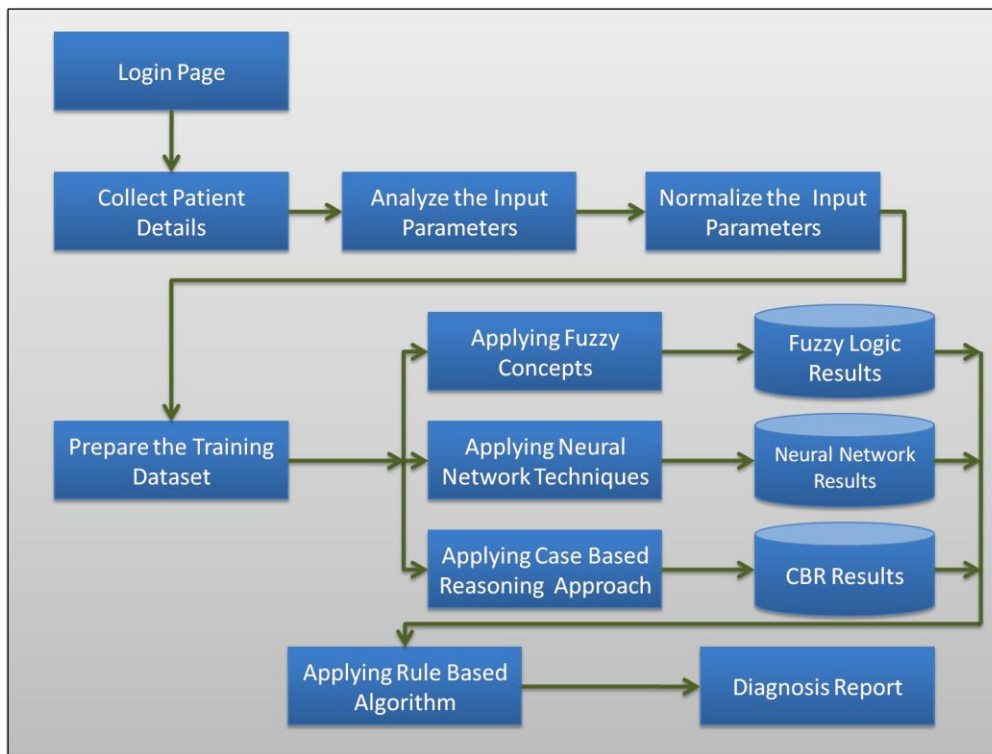 Login Page
Collect Patient
Details
Analyze the Input
Parameters
Normalize the Input
Parameters
Applying Fuzzy
Concepts
Fuzzy Logic
Results
Prepare the Training
Dataset
Applying Neural
Network Techniques
Neural Network
Results
Applying Case Based
Reasoning Approach
CBR Results
Applying Rule Based
Algorithm
Diagnosis Report